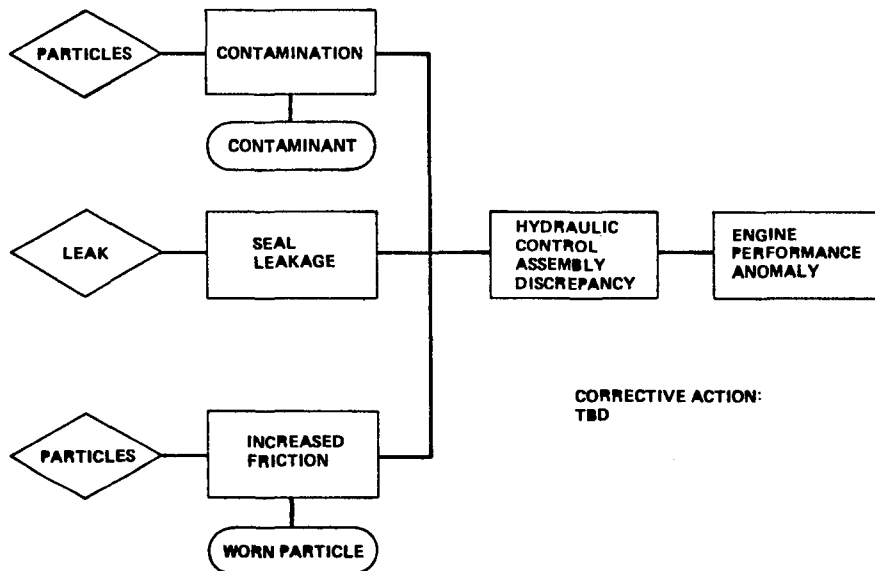 PARTICLES
CONTAMINATION
CONTAMINANT
LEAK
SEAL
LEAKAGE
HYDRAULIC
CONTROL
ASSEMBLY
DISCREPANCY
ENGINE
PERFORMANCE
ANOMALY
CORRECTIVE ACTION:
TBD
PARTICLES
INCREASED
FRICTION
WORN PARTICLE